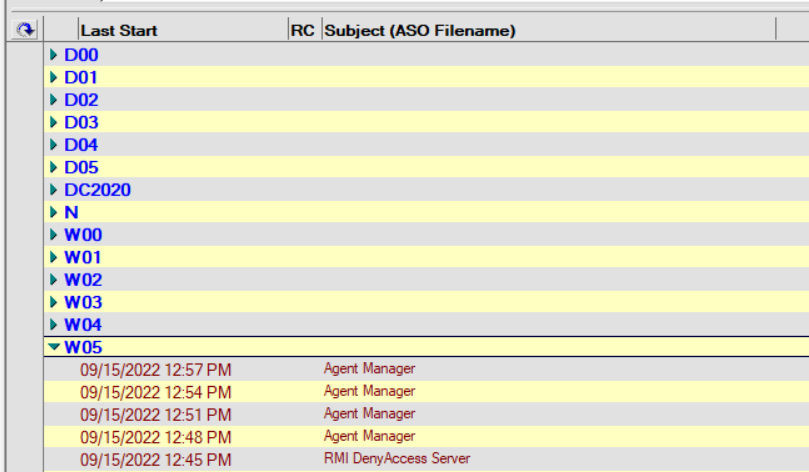 Last Start RC Subject (ASO Filename)
D00
D01
D02
D03
D04
D05
DC2020
N
W00
W01
W02
W03
W04
W05
09/15/2022 12:57 PM Agent Manager
09/15/2022 12:54 PM Agent Manager
09/15/2022 12:51 PM Agent Manager
09/15/2022 12:48 PM Agent Manager
09/15/2022 12:45 PM RMI DenyAccess Server